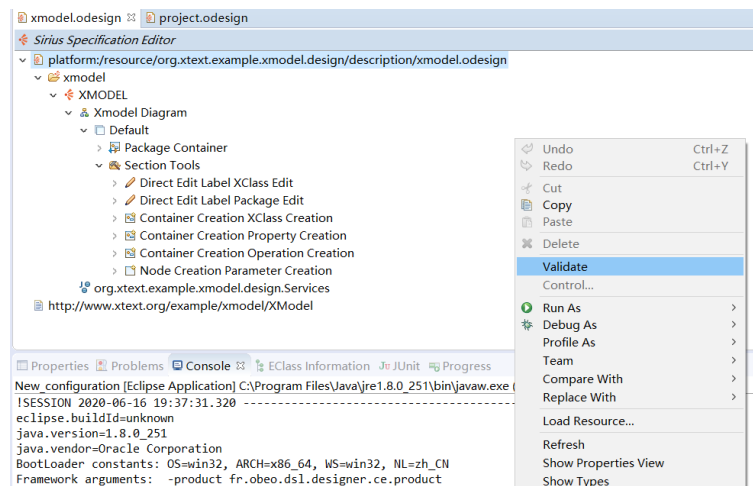 xmodel.odesign project.odesign
Sirius Specification Editor
platform:/resource/org.xtext.example.xmodel.design/description/xmodel.odesign
xmodel
XMODEL
Xmodel Diagram
Default
Package Container
Section Tools
Direct Edit Label XClass Edit
Direct Edit Label Package Edit
Container Creation XClass Creation
Container Creation Property Creation
Container Creation Operation Creation
Node Creation Parameter Creation
org.xtext.example.xmodel.design.Services
http://www.xtext.org/example/xmodel/XModel
Undo Ctrl+Z
Redo Ctrl+Y
Cut
Copy
Paste
Delete
Validate
Control...
Run As
Debug As
Profile As
Team
Compare With
Replace With
Load Resource...
Refresh
Show Properties View
Show Types
Properties Problems Console EClass Information JUnit Progress
New_configuration [Eclipse Application] C:\Program Files\Java\jre1.8.0_251\bin\javaw.exe (
!SESSION 2020-06-16 19:37:31.320 -----------------------------------------
eclipse.buildId=unknown
java.version=1.8.0_251
java.vendor=Oracle Corporation
BootLoader constants: OS=win32, ARCH=x86_64, WS=win32, NL=zh_CN
Framework arguments:  -product fr.obeo.dsl.designer.ce.product